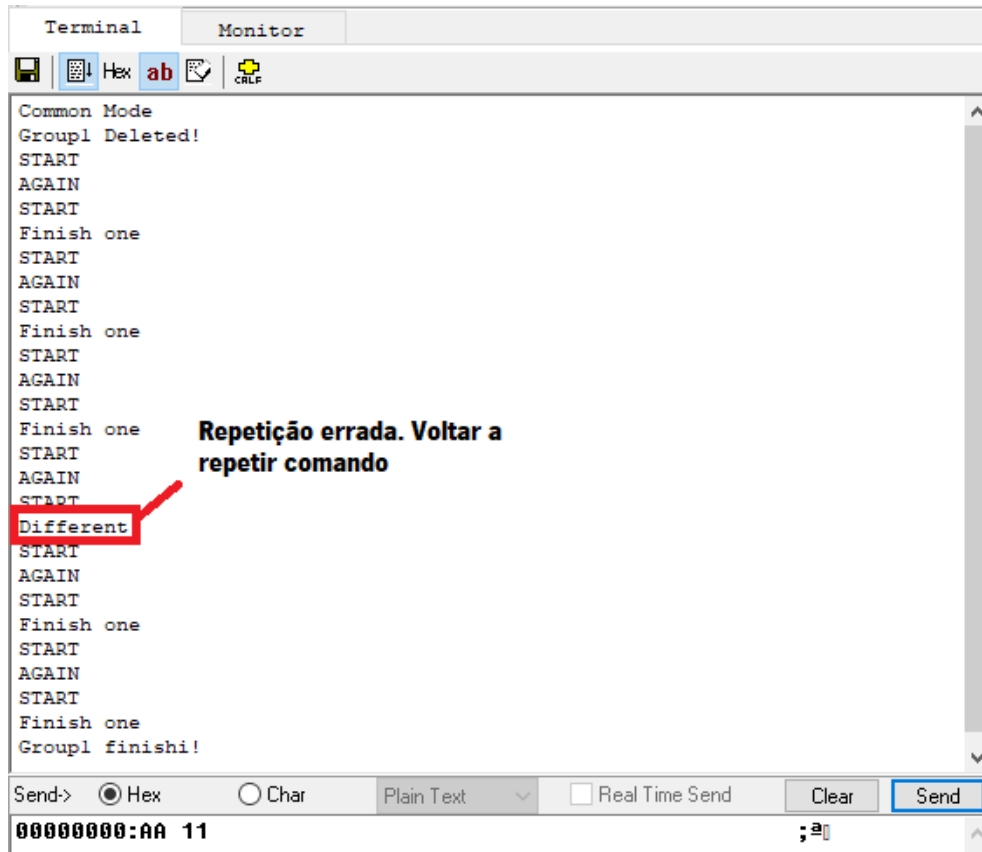 Terminal Monitor
Hex ab CRLF
Common Mode
Group1 Deleted!
START
AGAIN
START
Finish one
START
AGAIN
START
Finish one
START
AGAIN
START
Finish one
Repetição errada. Voltar a
repetir comando
START
AGAIN
START
Different
START
AGAIN
START
Finish one
START
AGAIN
START
Finish one
Group1 finishi!
Send-> Hex Char Plain Text Real Time Send Clear Send
00000000:AA 11 ;ª